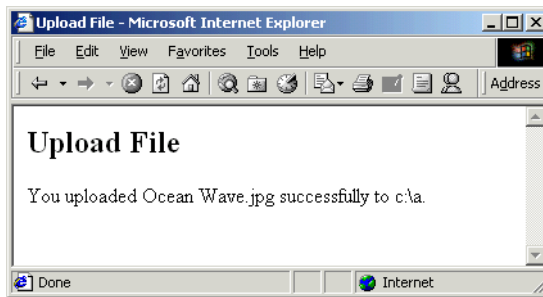 Upload File - Microsoft Internet Explorer
File Edit View Favorites Tools Help
Address
Upload File
You uploaded Ocean Wave.jpg successfully to c:\a.
Done Internet